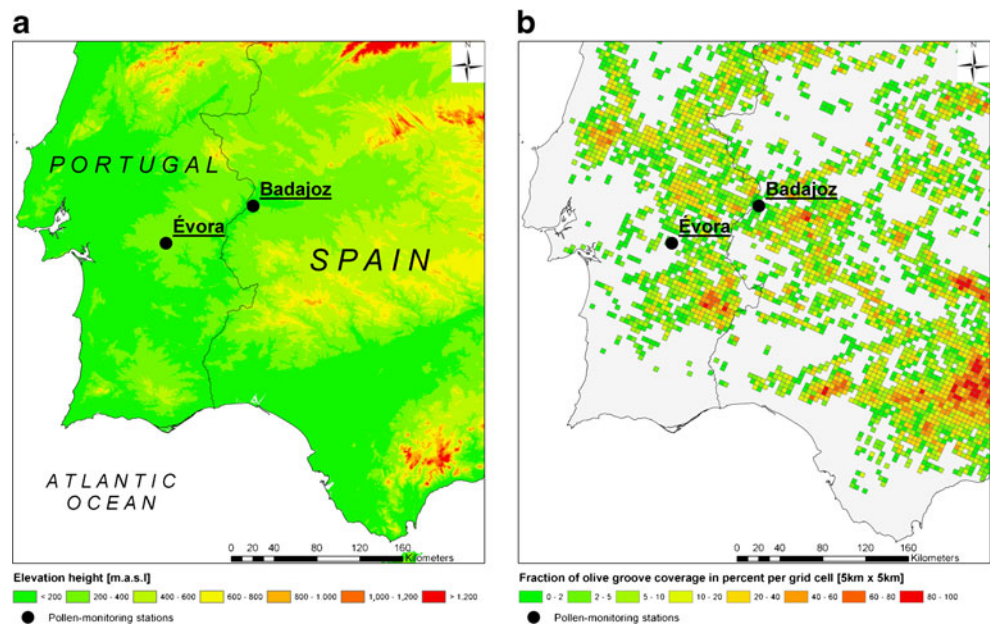 a
N
PORTUGAL
Badajoz
Évora
SPAIN
ATLANTIC
OCEAN
0 20 40 80 120 160
Kilometers
Elevation height [m.a.s.l]
< 200 200 - 400 400 - 600 600 - 800 800 - 1.000 1,000 - 1,200 > 1.200
Pollen-monitoring stations
b
N
Badajoz
Évora
0 20 40 80 120 160
Kilometers
Fraction of olive groove coverage in percent per grid cell [5km x 5km]
0 - 2 2 - 5 5 - 10 10 - 20 20 - 40 40 - 60 60 - 80 80 - 100
Pollen-monitoring stations